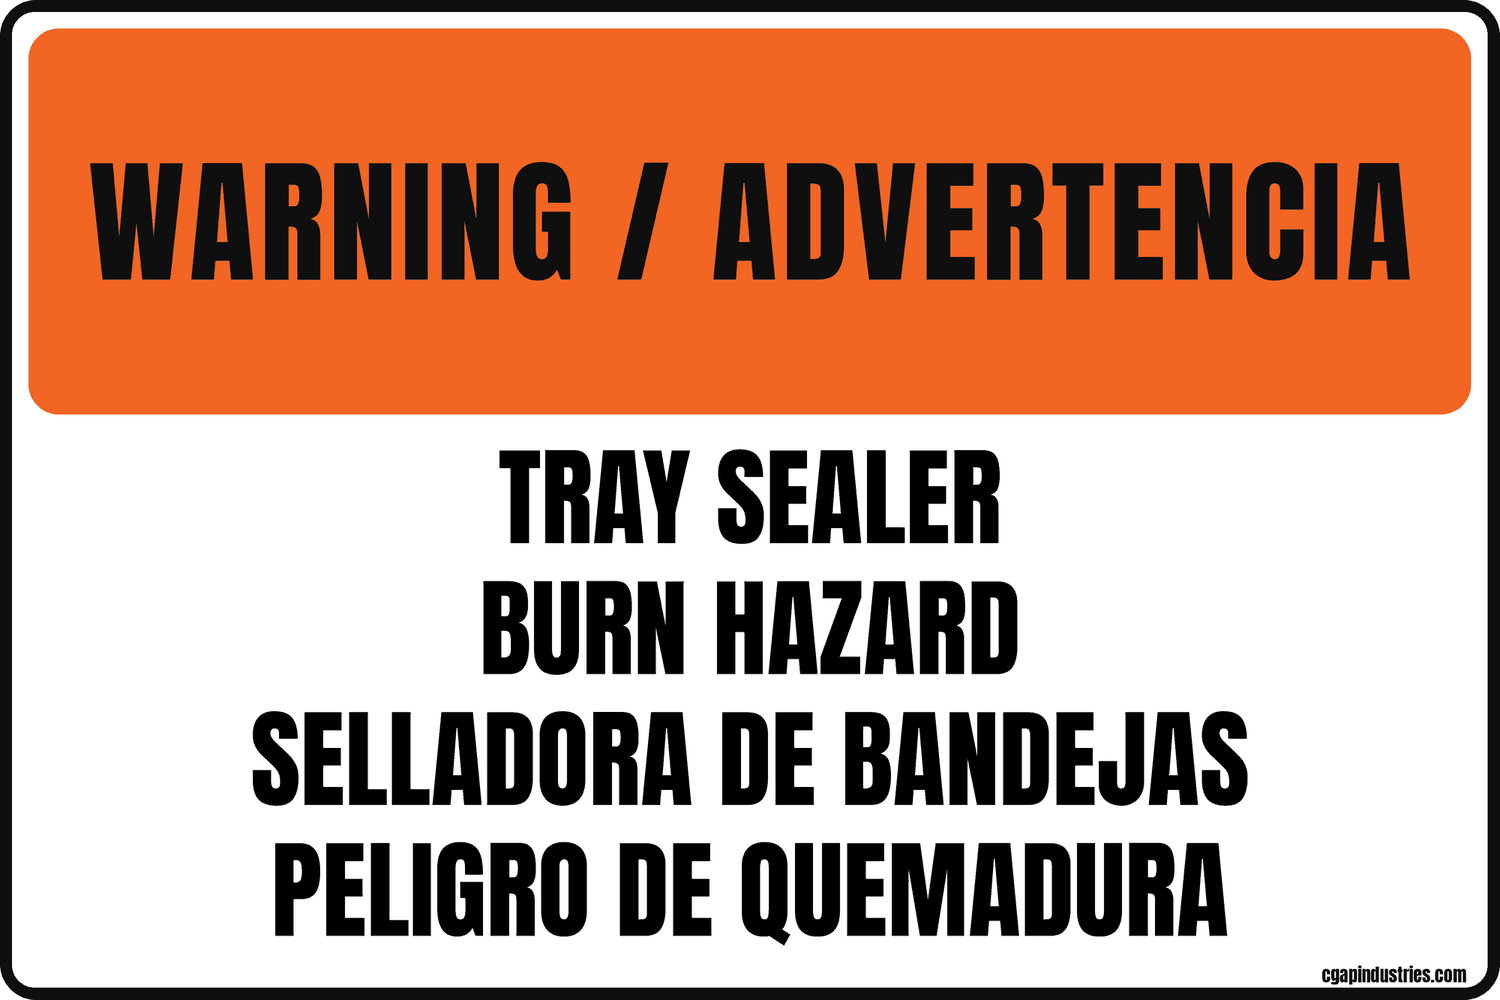 WARNING / ADVERTENCIA
TRAY SEALER
BURN HAZARD
SELLADORA DE BANDEJAS
PELIGRO DE QUEMADURA
cgapindustries.com